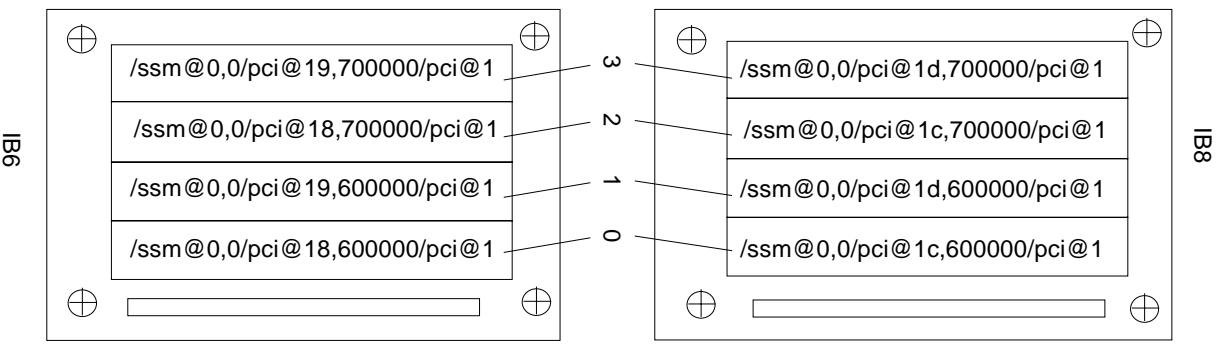 IB6
/ssm@0,0/pci@19,700000/pci@1
/ssm@0,0/pci@18,700000/pci@1
/ssm@0,0/pci@19,600000/pci@1
/ssm@0,0/pci@18,600000/pci@1
3
2
1
0
/ssm@0,0/pci@1d,700000/pci@1
/ssm@0,0/pci@1c,700000/pci@1
/ssm@0,0/pci@1d,600000/pci@1
/ssm@0,0/pci@1c,600000/pci@1
IB8